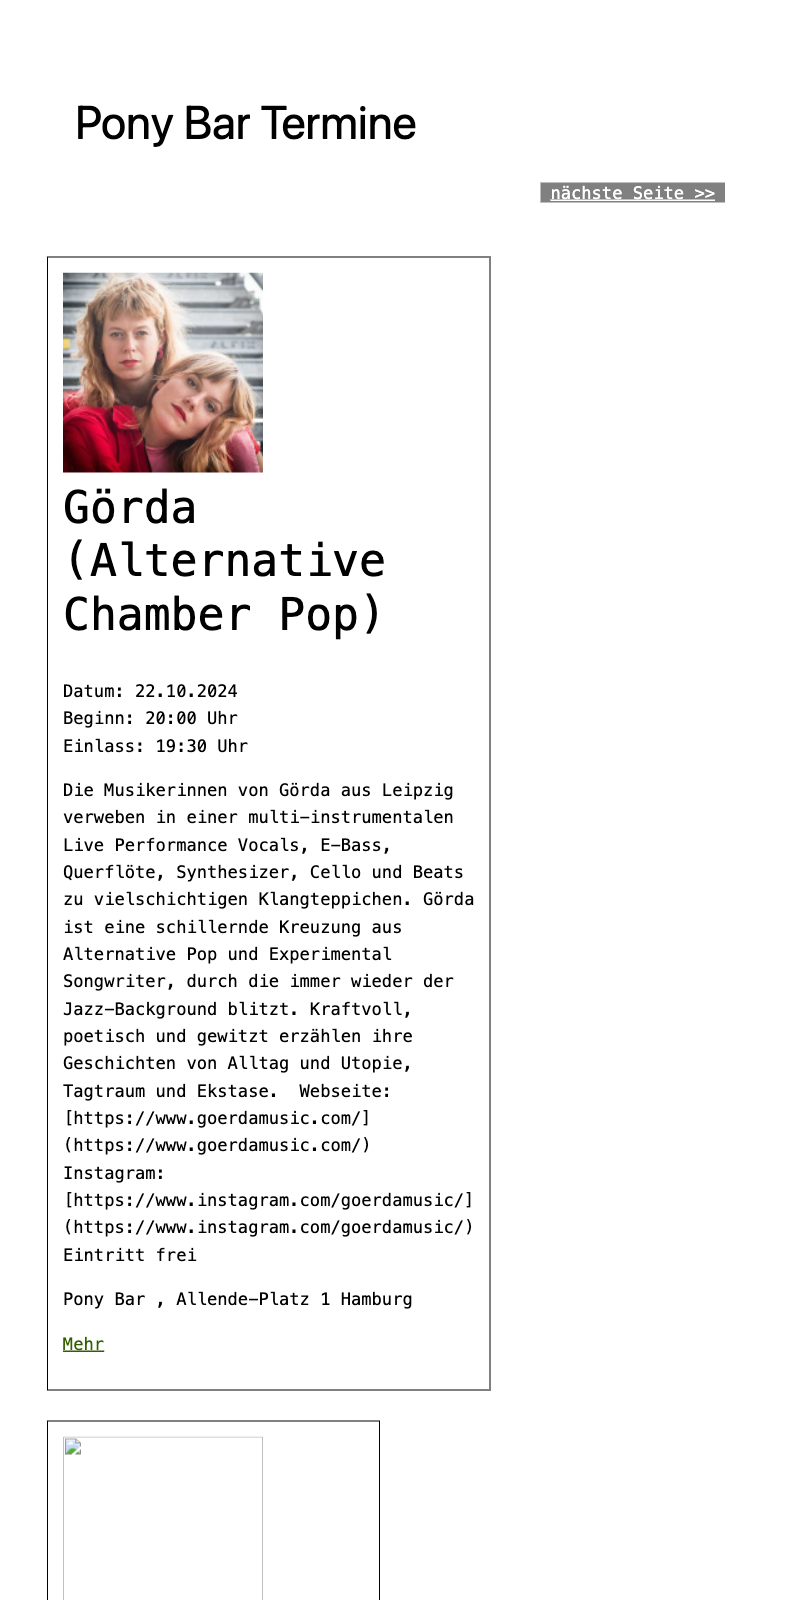 Pony Bar Termine
nächste Seite >>
Görda
(Alternative
Chamber Pop)
Datum: 22.10.2024
Beginn: 20:00 Uhr
Einlass: 19:30 Uhr
Die Musikerinnen von Görda aus Leipzig
verweben in einer multi-instrumentalen
Live Performance Vocals, E-Bass,
Querflöte, Synthesizer, Cello und Beats
zu vielschichtigen Klangteppichen. Görda
ist eine schillernde Kreuzung aus
Alternative Pop und Experimental
Songwriter, durch die immer wieder der
Jazz-Background blitzt. Kraftvoll,
poetisch und gewitzt erzählen ihre
Geschichten von Alltag und Utopie,
Tagtraum und Ekstase.  Webseite:
[https://www.goerdamusic.com/]
(https://www.goerdamusic.com/)
Instagram:
[https://www.instagram.com/goerdamusic/]
(https://www.instagram.com/goerdamusic/)
Eintritt frei
Pony Bar , Allende-Platz 1 Hamburg
Mehr